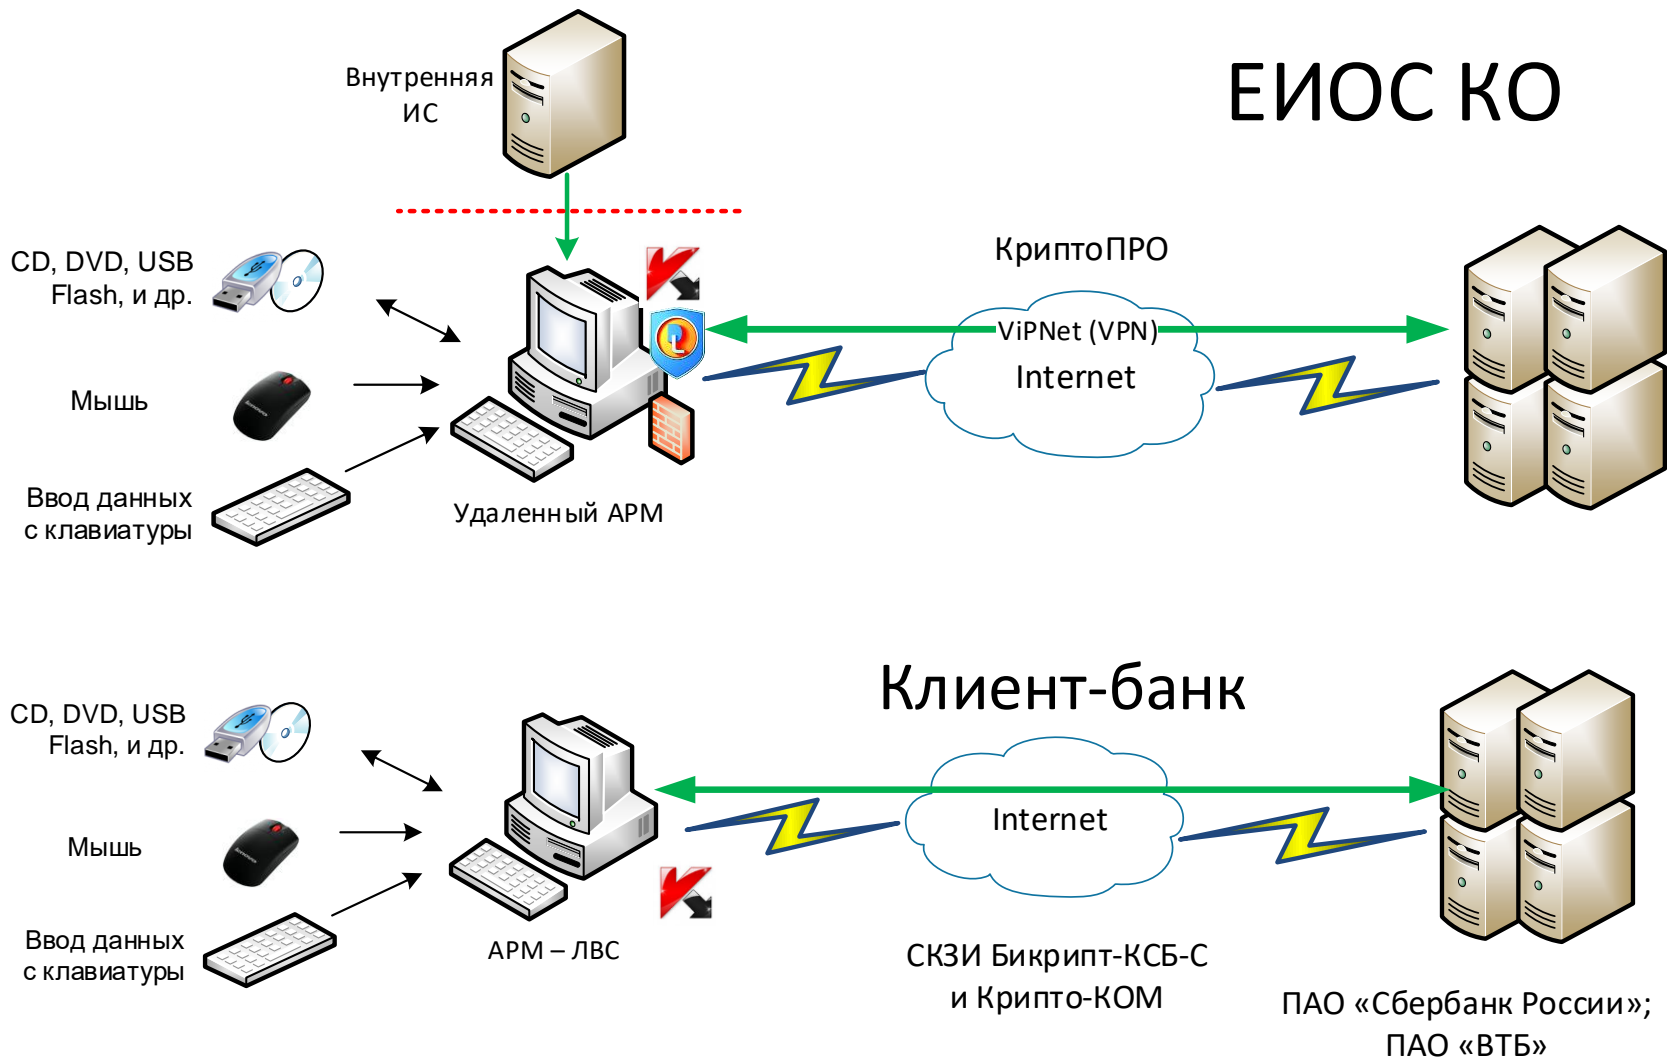 Внутренняя
ИС
ЕИОС КО
CD, DVD, USB
Flash, и др.
КриптоПРО
ViPNet (VPN)
Internet
Мышь
Ввод данных
с клавиатуры
Удаленный АРМ
Клиент-банк
CD, DVD, USB
Flash, и др.
Internet
Мышь
Ввод данных
с клавиатуры
АРМ – ЛВС
СКЗИ Бикрипт-КСБ-С
и Крипто-КОМ
ПАО «Сбербанк России»;
ПАО «ВТБ»